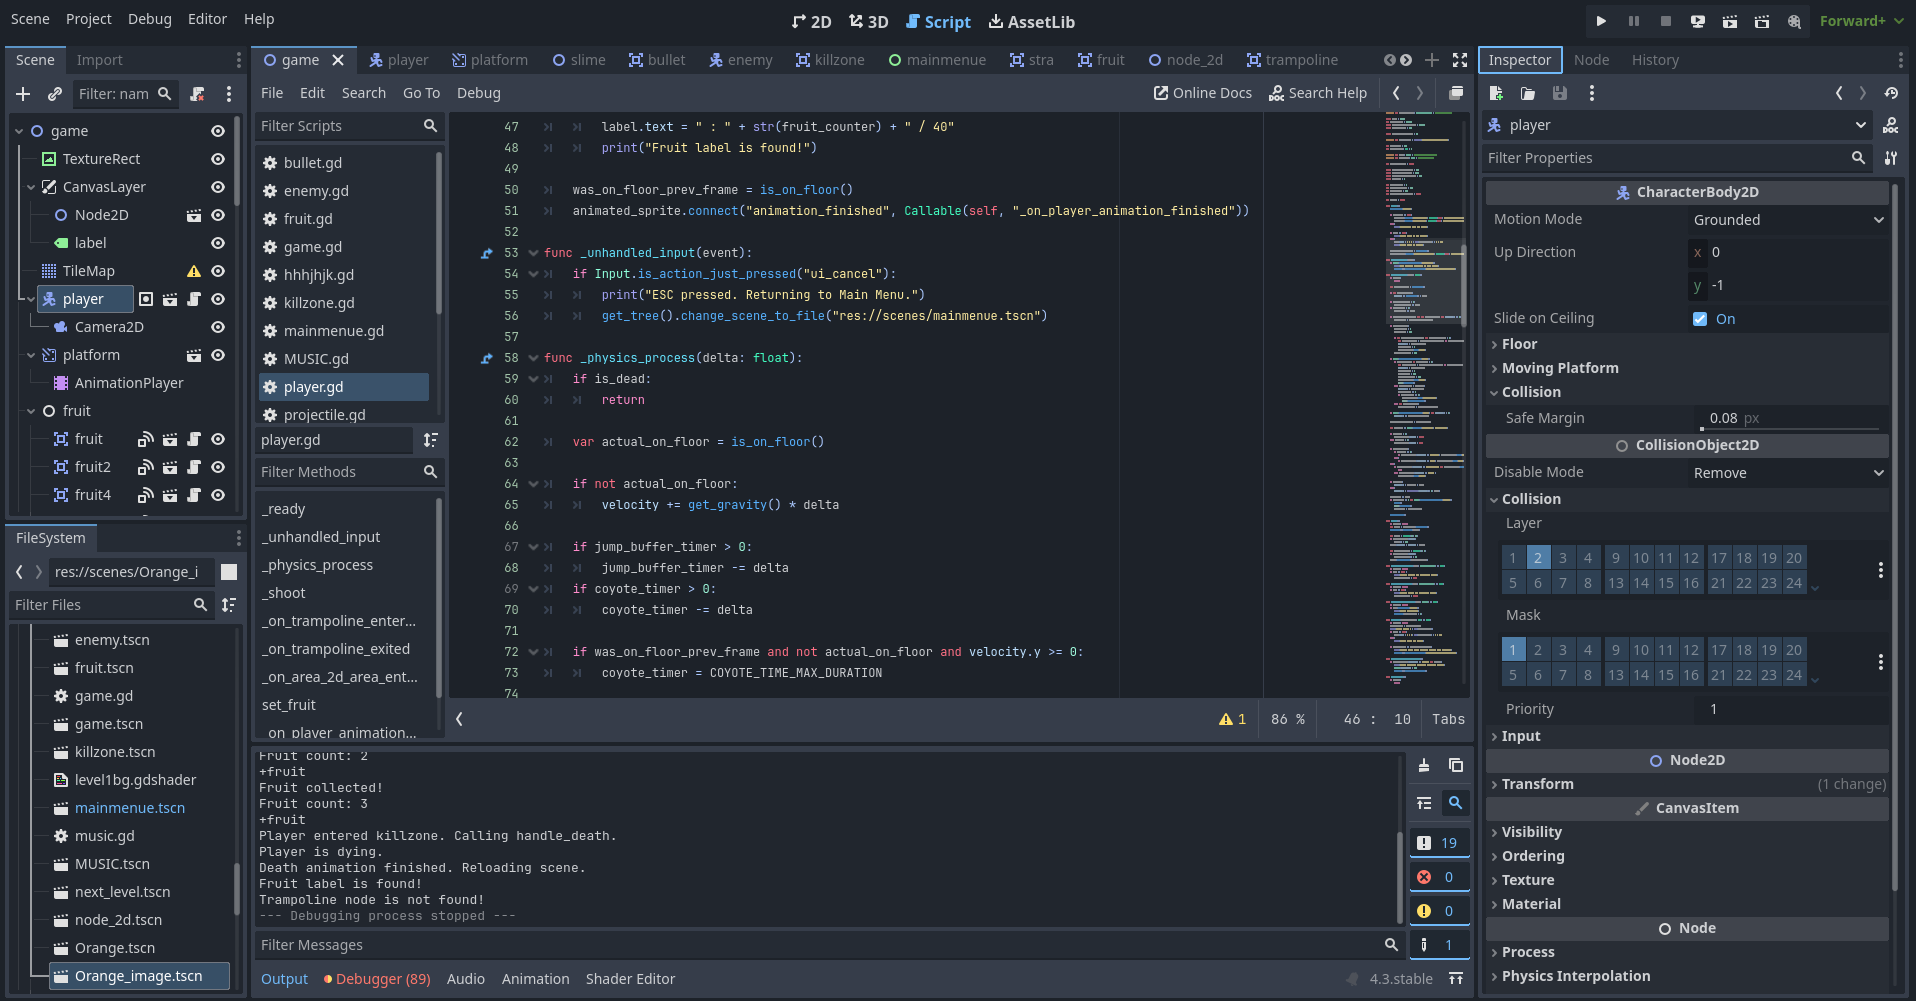 Scene Project Debug Editor Help
2D 3D Script AssetLib
Forward+
Scene Import
Filter: nam
game
TextureRect
CanvasLayer
Node2D
label
TileMap
player
Camera2D
platform
AnimationPlayer
fruit
fruit
fruit2
fruit4
FileSystem
res://scenes/Orange_i
Filter Files
enemy.tscn
fruit.tscn
game.gd
game.tscn
killzone.tscn
level1bg.gdshader
mainmenue.tscn
music.gd
MUSIC.tscn
next_level.tscn
node_2d.tscn
Orange.tscn
Orange_image.tscn
game player platform slime bullet enemy killzone mainmenue stra fruit node_2d trampoline
File Edit Search Go To Debug
Online Docs Search Help
Filter Scripts
bullet.gd
enemy.gd
fruit.gd
game.gd
hhhjhjk.gd
killzone.gd
mainmenue.gd
MUSIC.gd
player.gd
projectile.gd
player.gd
Filter Methods
_ready
_unhandled_input
_physics_process
_shoot
_on_trampoline_enter...
_on_trampoline_exited
_on_area_2d_area_ent...
set_fruit
_on_player_animation...
47 label.text = " : " + str(fruit_counter) + " / 40"
48 print("Fruit label is found!")
49
50 was_on_floor_prev_frame = is_on_floor()
51 animated_sprite.connect("animation_finished", Callable(self, "_on_player_animation_finished"))
52
53 func _unhandled_input(event):
54 if Input.is_action_just_pressed("ui_cancel"):
55 print("ESC pressed. Returning to Main Menu.")
56 get_tree().change_scene_to_file("res://scenes/mainmenue.tscn")
57
58 func _physics_process(delta: float):
59 if is_dead:
60 return
61
62 var actual_on_floor = is_on_floor()
63
64 if not actual_on_floor:
65 velocity += get_gravity() * delta
66
67 if jump_buffer_timer > 0:
68 jump_buffer_timer -= delta
69 if coyote_timer > 0:
70 coyote_timer -= delta
71
72 if was_on_floor_prev_frame and not actual_on_floor and velocity.y >= 0:
73 coyote_timer = COYOTE_TIME_MAX_DURATION
74
1 86 % 46 : 10 Tabs
Fruit count: 2
+fruit
Fruit collected!
Fruit count: 3
+fruit
Player entered killzone. Calling handle_death.
Player is dying.
Death animation finished. Reloading scene.
Fruit label is found!
Trampoline node is not found!
--- Debugging process stopped ---
19
0
0
1
Filter Messages
Output Debugger (89) Audio Animation Shader Editor
4.3.stable
Inspector Node History
player
Filter Properties
CharacterBody2D
Motion Mode Grounded
Up Direction x 0
y -1
Slide on Ceiling On
Floor
Moving Platform
Collision
Safe Margin 0.08 px
CollisionObject2D
Disable Mode Remove
Collision
Layer
1 2 3 4 9 10 11 12 17 18 19 20
5 6 7 8 13 14 15 16 21 22 23 24
Mask
1 2 3 4 9 10 11 12 17 18 19 20
5 6 7 8 13 14 15 16 21 22 23 24
Priority 1
Input
Node2D
Transform (1 change)
CanvasItem
Visibility
Ordering
Texture
Material
Node
Process
Physics Interpolation